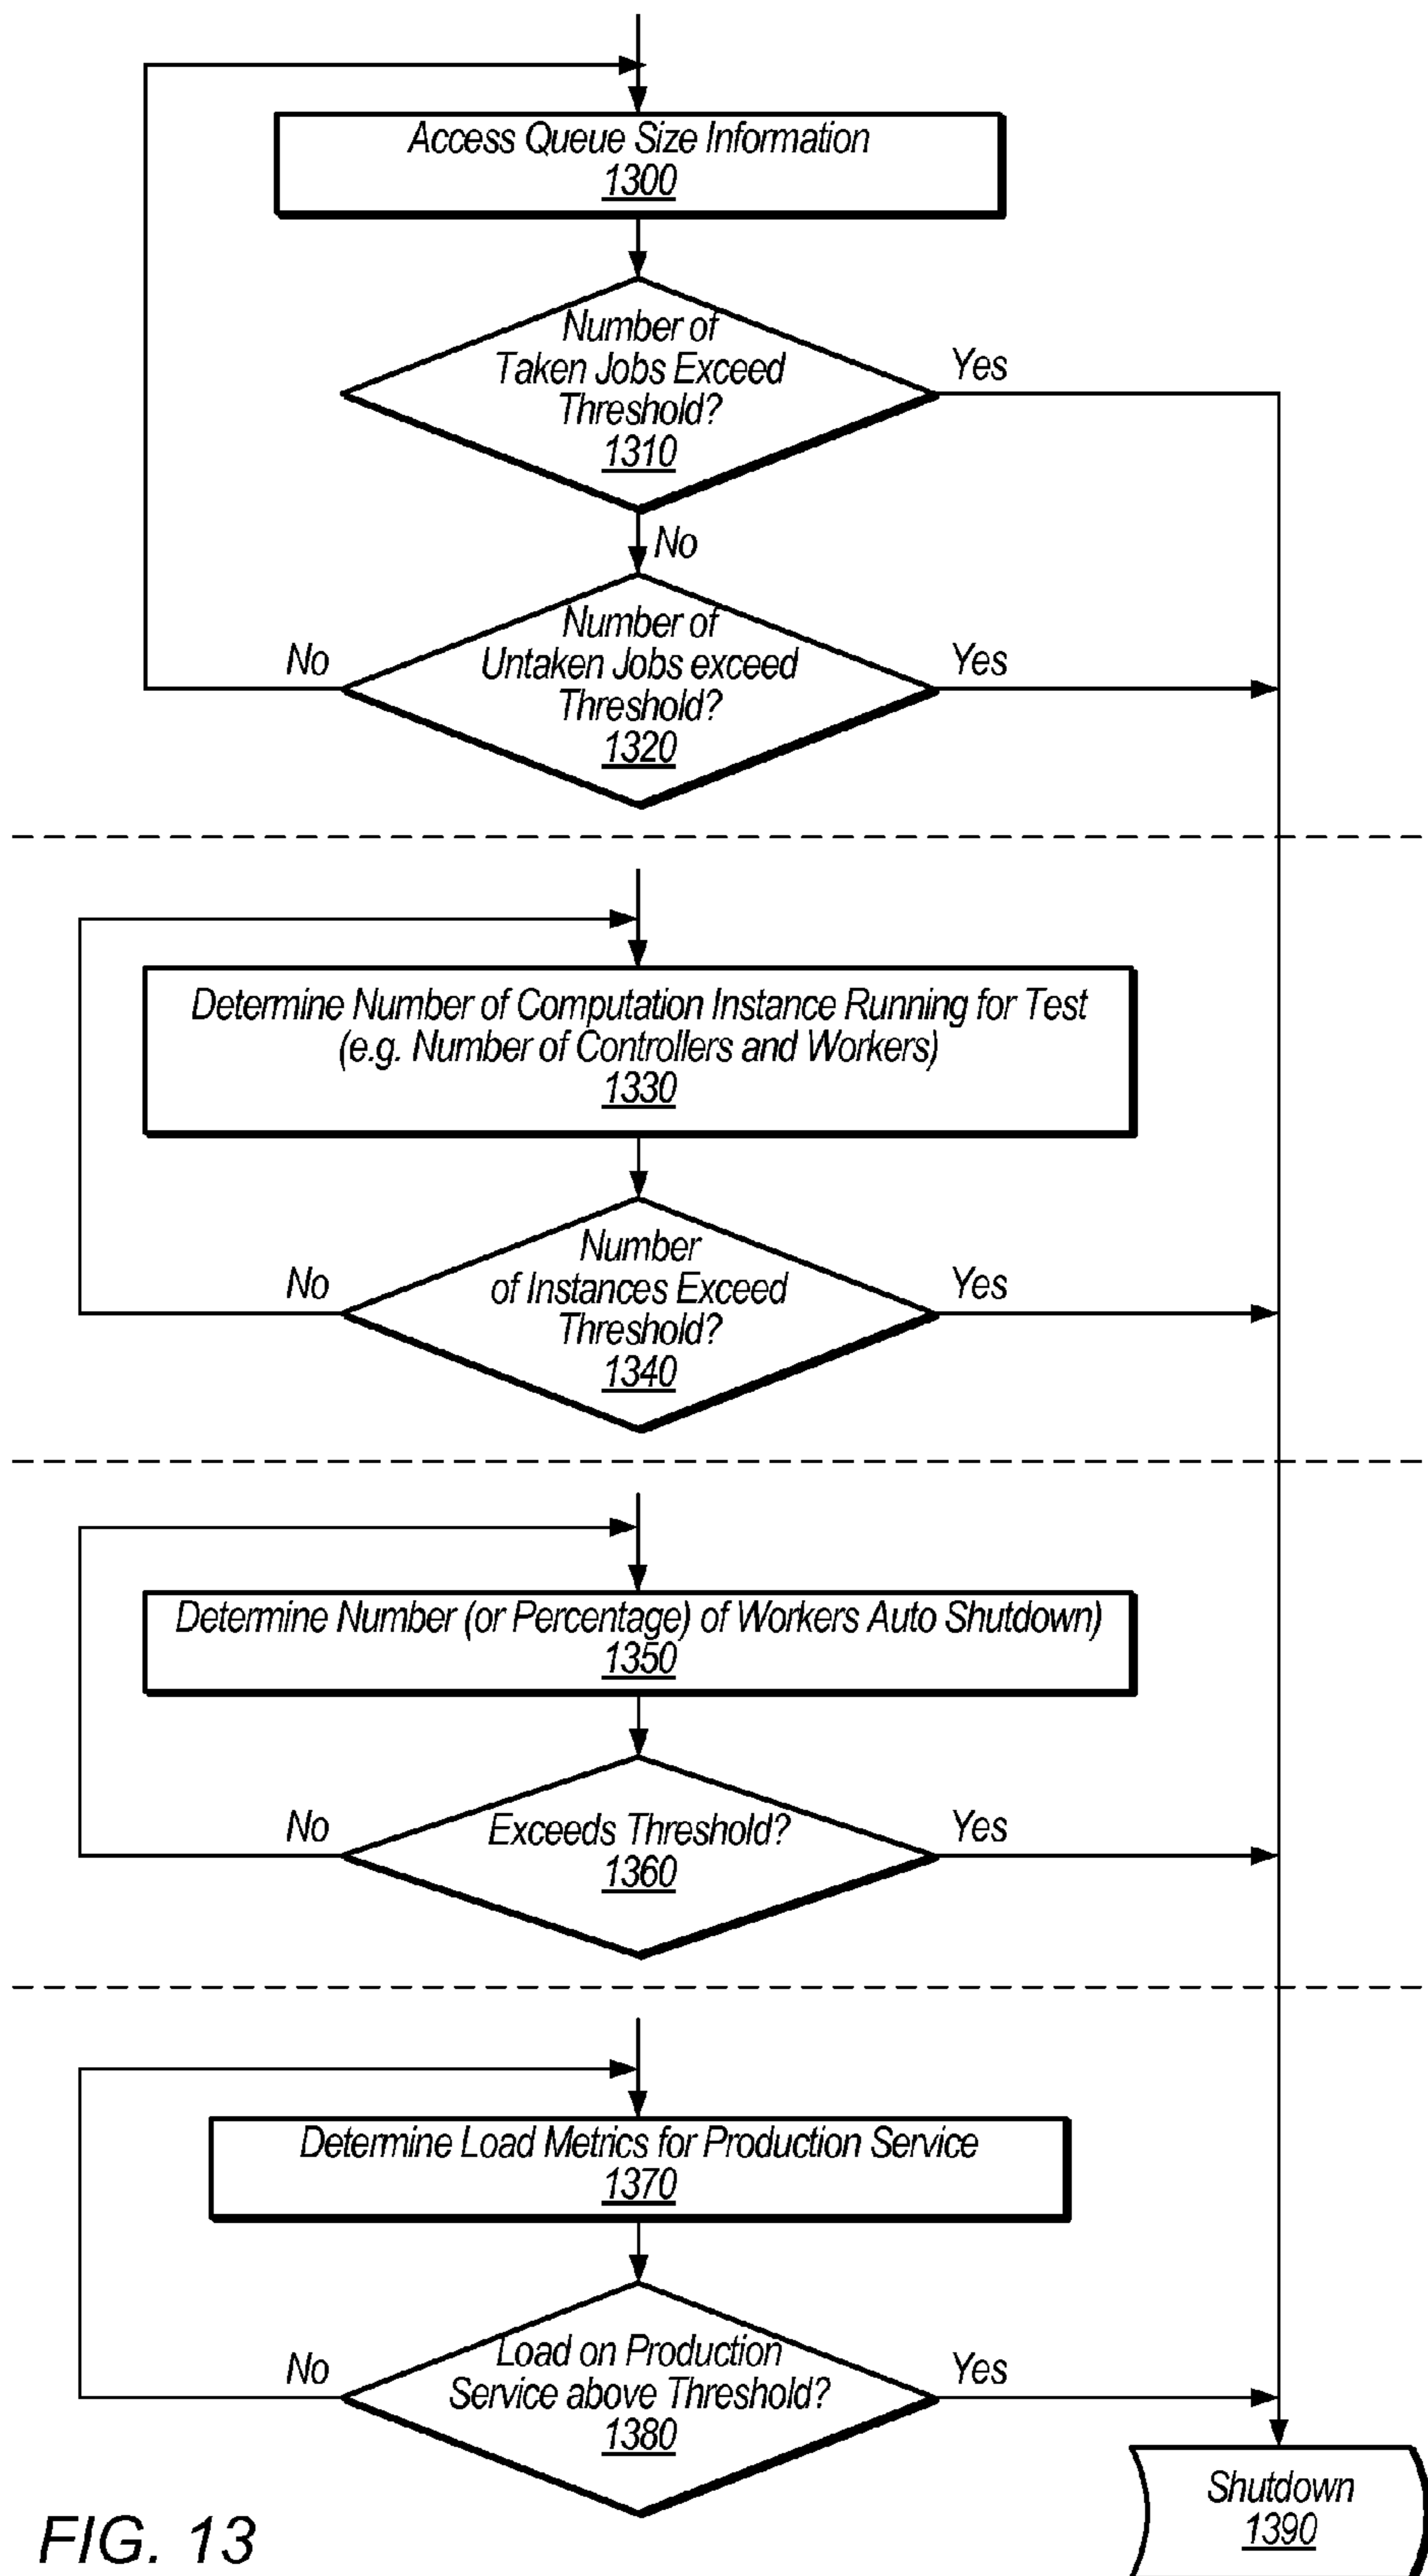 Access Queue Size Information
1300
Number of
Taken Jobs Exceed
Threshold?
1310
Yes
No
Number of
Untaken Jobs exceed
Threshold?
1320
No
Yes
Determine Number of Computation Instance Running for Test
(e.g. Number of Controllers and Workers)
1330
Number
of Instances Exceed
Threshold?
1340
No
Yes
Determine Number (or Percentage) of Workers Auto Shutdown)
1350
Exceeds Threshold?
1360
No
Yes
Determine Load Metrics for Production Service
1370
Load on Production
Service above Threshold?
1380
No
Yes
Shutdown
1390
FIG. 13